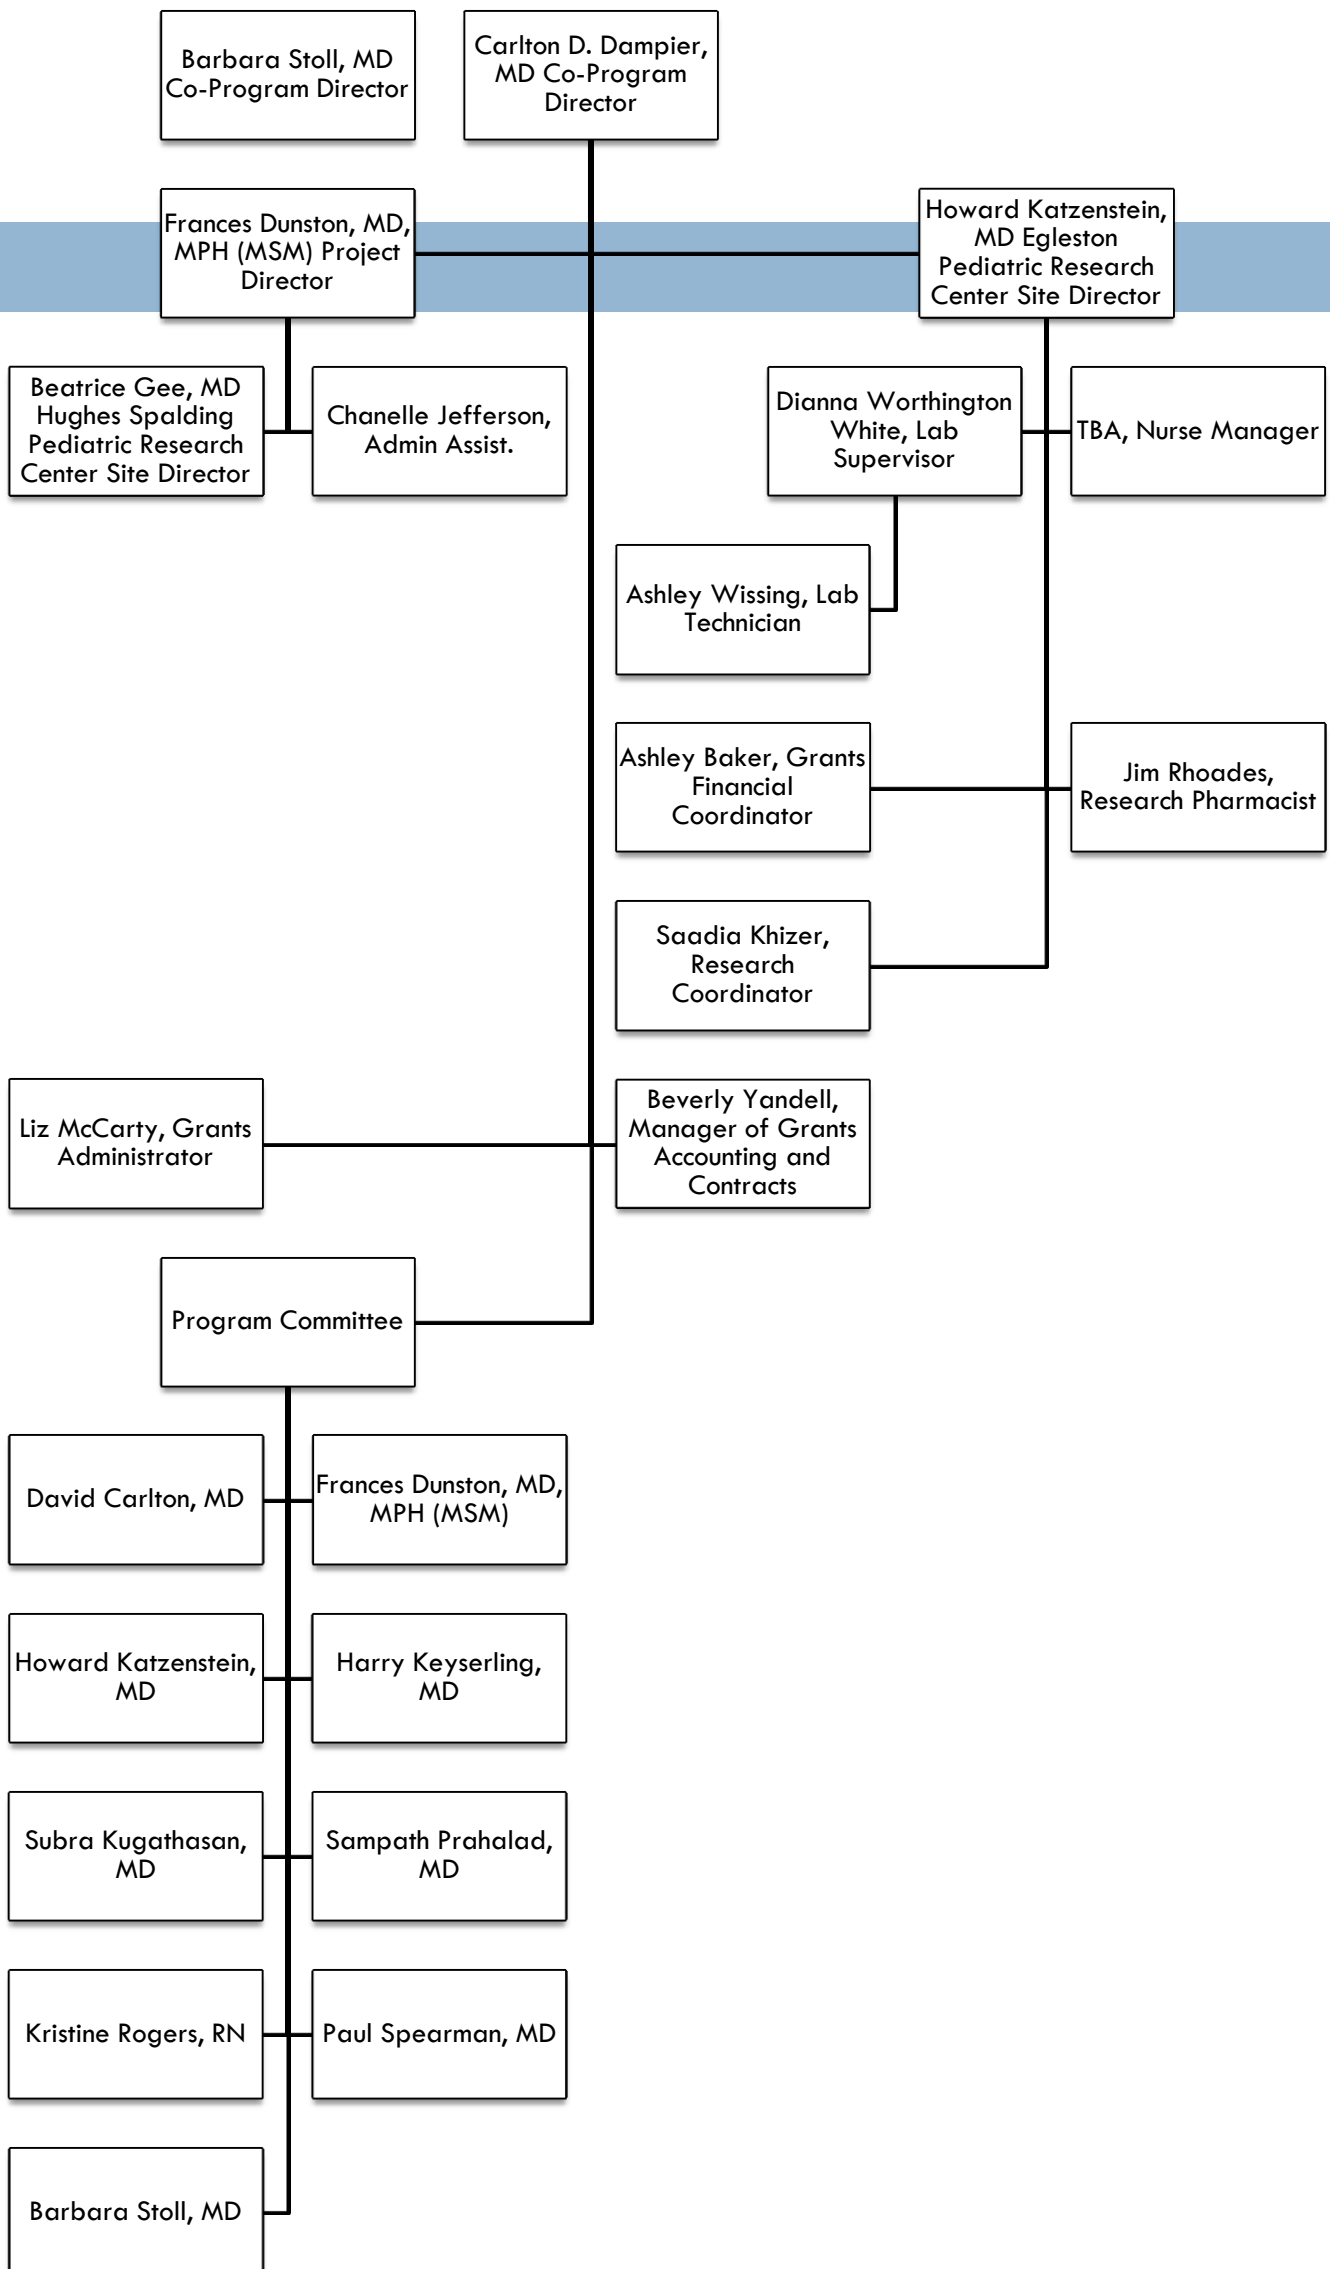 Barbara Stoll, MD
Co-Program Director
Carlton D. Dampier,
MD Co-Program
Director
Frances Dunston, MD,
MPH (MSM) Project
Director
Howard Katzenstein,
MD Egleston
Pediatric Research
Center Site Director
Beatrice Gee, MD
Hughes Spalding
Pediatric Research
Center Site Director
Chanelle Jefferson,
Admin Assist.
Dianna Worthington
White, Lab
Supervisor
TBA, Nurse Manager
Ashley Wissing, Lab
Technician
Ashley Baker, Grants
Financial
Coordinator
Jim Rhoades,
Research Pharmacist
Saadia Khizer,
Research
Coordinator
Liz McCarty, Grants
Administrator
Beverly Yandell,
Manager of Grants
Accounting and
Contracts
Program Committee
David Carlton, MD
Frances Dunston, MD,
MPH (MSM)
Howard Katzenstein,
MD
Harry Keyserling,
MD
Subra Kugathasan,
MD
Sampath Prahalad,
MD
Kristine Rogers, RN
Paul Spearman, MD
Barbara Stoll, MD